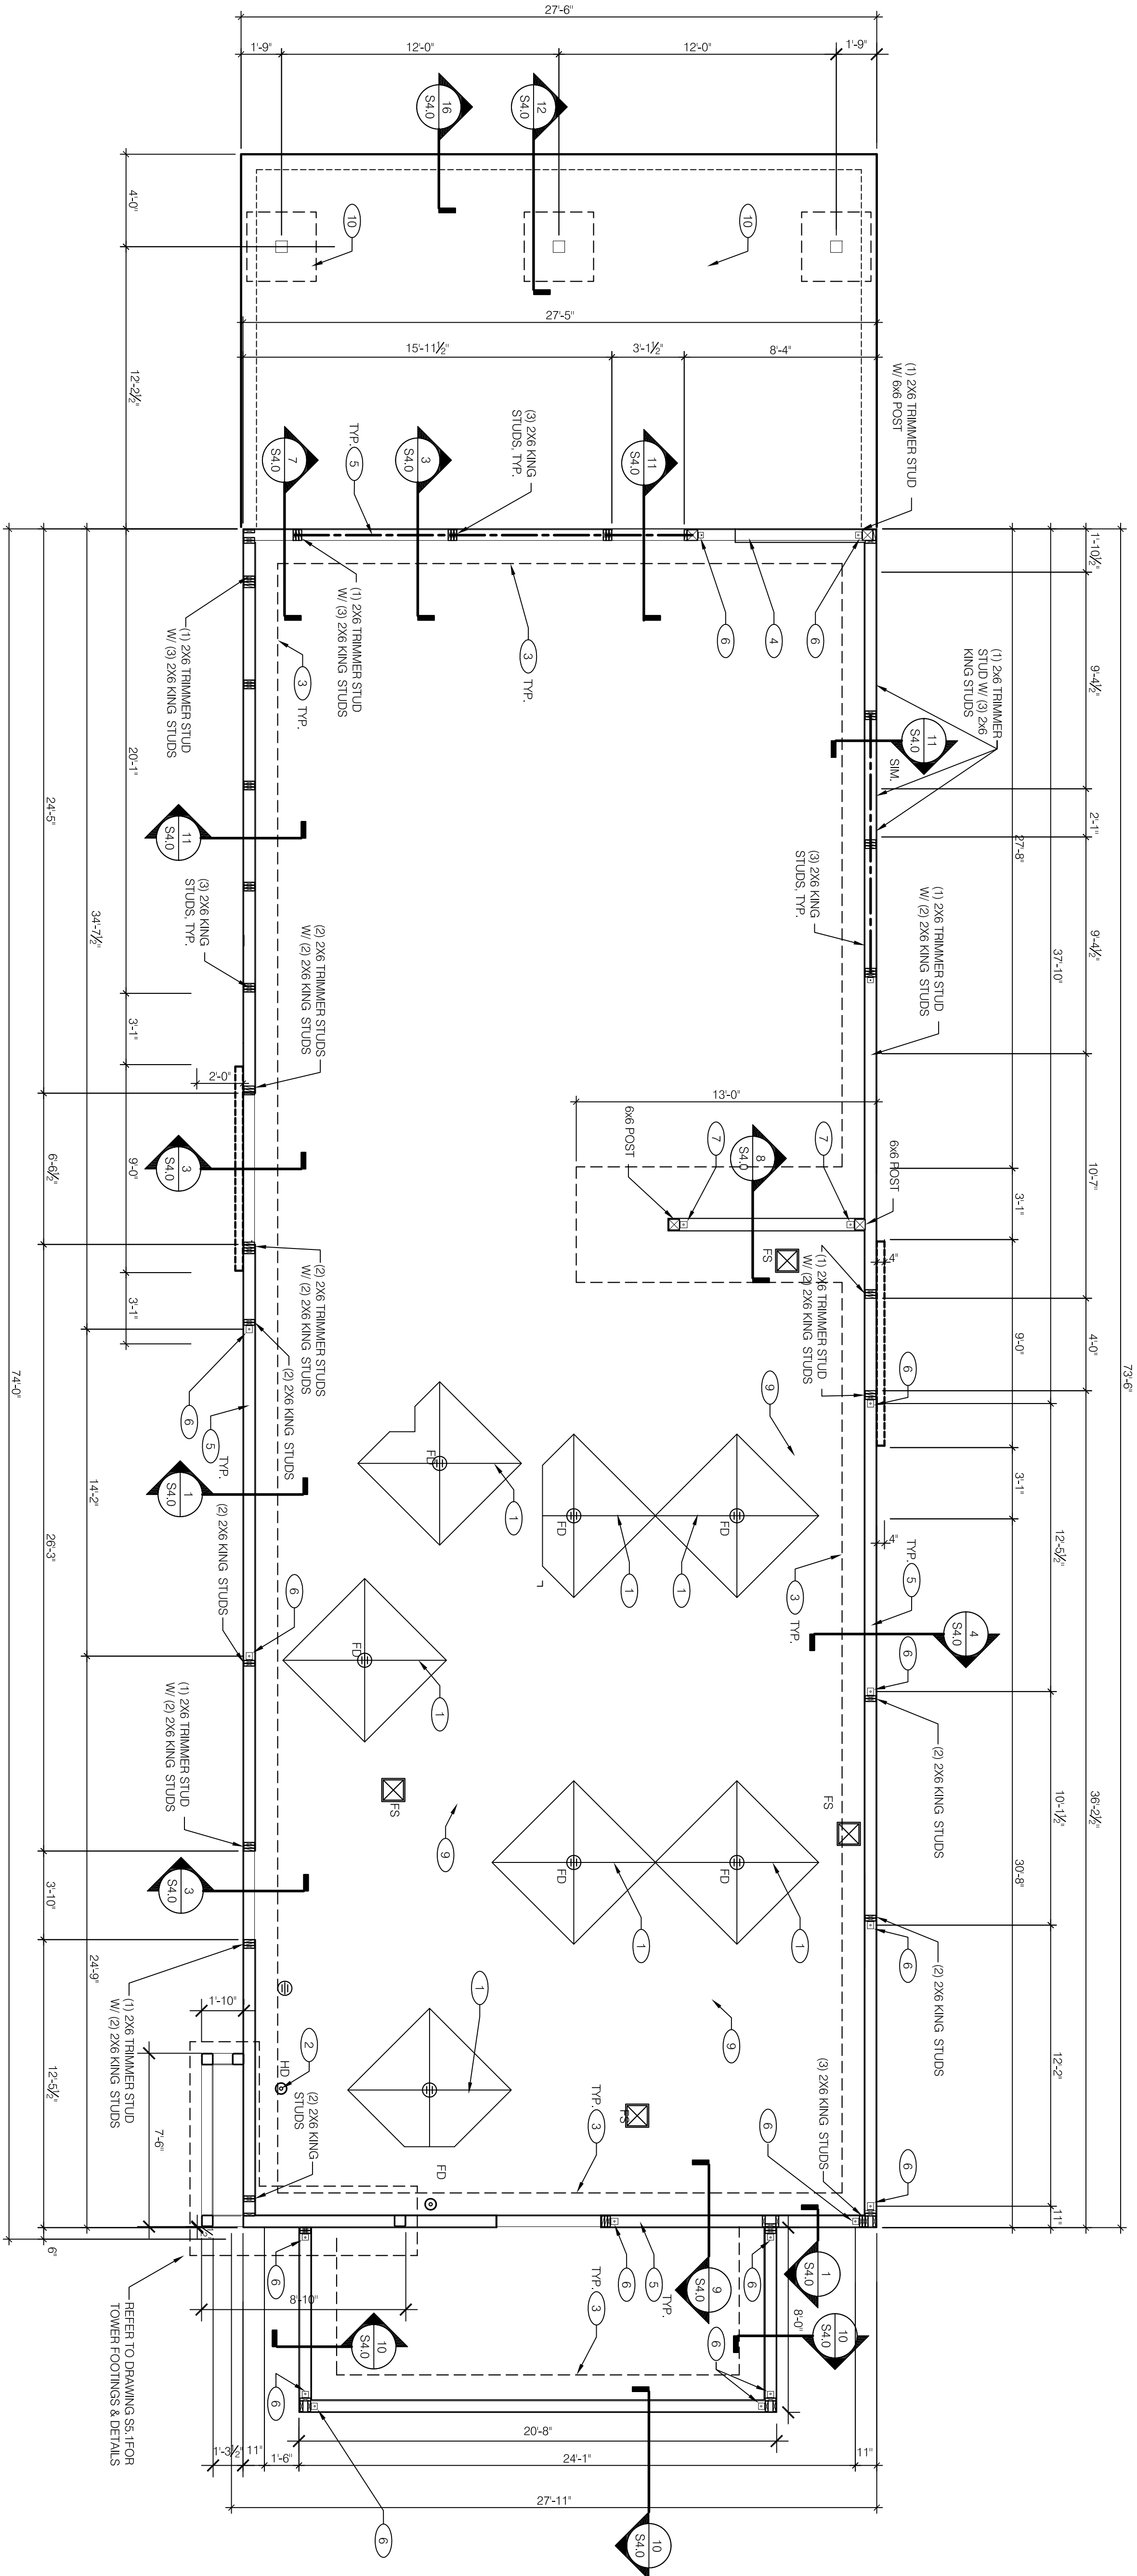 27'-6"
1'-9"
12'-0"
12'-0"
1'-9"
16
S4.0
12
S4.0
10
10
4'-0"
12'-2½"
27'-5"
15'-11½"
3'-1½"
8'-4"
(1) 2X6 TRIMMER STUD
W/ 6x6 POST
(3) 2X6 KING
STUDS, TYP.
TYP.
5
7
S4.0
3
S4.0
11
S4.0
6
4
6
3
TYP.
3
TYP.
(1) 2X6 TRIMMER STUD
W/ (3) 2X6 KING STUDS
(1) 2X6 TRIMMER STUD
W/ (3) 2X6 KING STUDS
(1) 2x6 TRIMMER
STUD W/ (3) 2x6
KING STUDS
11
S4.0
SIM.
1'-10½"
9'-4½"
2'-1"
9'-4½"
10'-7"
4'-0"
36'-2½"
27'-8"
3'-1"
9'-0"
3'-1"
30'-8"
37'-10"
12'-5½"
10'-1½"
12'-2"
11"
73'-6"
(3) 2X6 KING
STUDS, TYP.
(1) 2X6 TRIMMER STUD
W/ (2) 2X6 KING STUDS
11
S4.0
(3) 2X6 KING
STUDS, TYP.
(2) 2X6 TRIMMER STUDS
W/ (2) 2X6 KING STUDS
20'-1"
3'-1"
9'-0"
3'-1"
2'-0"
24'-5"
6'-6½"
26'-3"
3'-10"
12'-5½"
34'-7½"
14'-2"
24'-9"
74'-0"
6"
13'-0"
6x6 POST
7
8
S4.0
7
6x6 POST
FS
4"
3
S4.0
(2) 2X6 TRIMMER STUDS
W/ (2) 2X6 KING STUDS
(2) 2X6 KING STUDS
(1) 2X6 TRIMMER STUD
W/ (2) 2X6 KING STUDS
6
9
6
5
TYP.
1
S4.0
FD
1
FD
1
FD
1
3
TYP.
4"
TYP.
5
4
S4.0
6
(2) 2X6 KING STUDS
(2) 2X6 KING STUDS
6
FD
1
(1) 2X6 TRIMMER STUD
W/ (2) 2X6 KING STUDS
FS
9
FS
FD
1
FD
1
(2) 2X6 KING STUDS
6
3
S4.0
(1) 2X6 TRIMMER STUD
W/ (2) 2X6 KING STUDS
9
1
2
HD
(2) 2X6 KING
STUDS
1'-10"
7'-6"
FS
FD
TYP.
3
(3) 2X6 KING STUDS
6
6
6
5
TYP.
6
9
S4.0
1
S4.0
8'-0"
10
S4.0
6
TYP.
3
6
8'-10"
10
S4.0
6
REFER TO DRAWING S5.1FOR
TOWER FOOTINGS & DETAILS
20'-8"
1'-3½"
11"
1'-6"
24'-1"
11"
27'-11"
6
10
S4.0